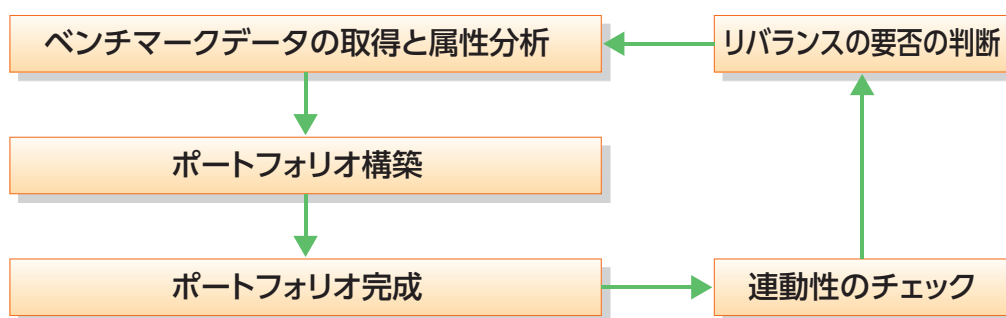 ベンチマークデータの取得と属性分析
リバランスの要否の判断
ポートフォリオ構築
ポートフォリオ完成
連動性のチェック